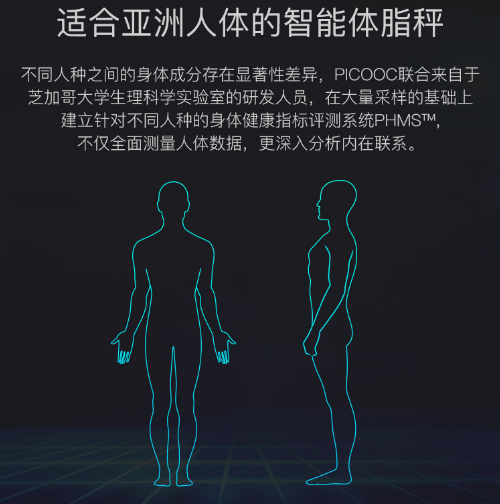 适合亚洲人体的智能体脂秤
不同人种之间的身体成分存在显著性差异，PICOOC联合来自于
芝加哥大学生理科学实验室的研发人员，在大量采样的基础上
建立针对不同人种的身体健康指标评测系统PHMS™,
不仅全面测量人体数据，更深入分析内在联系。